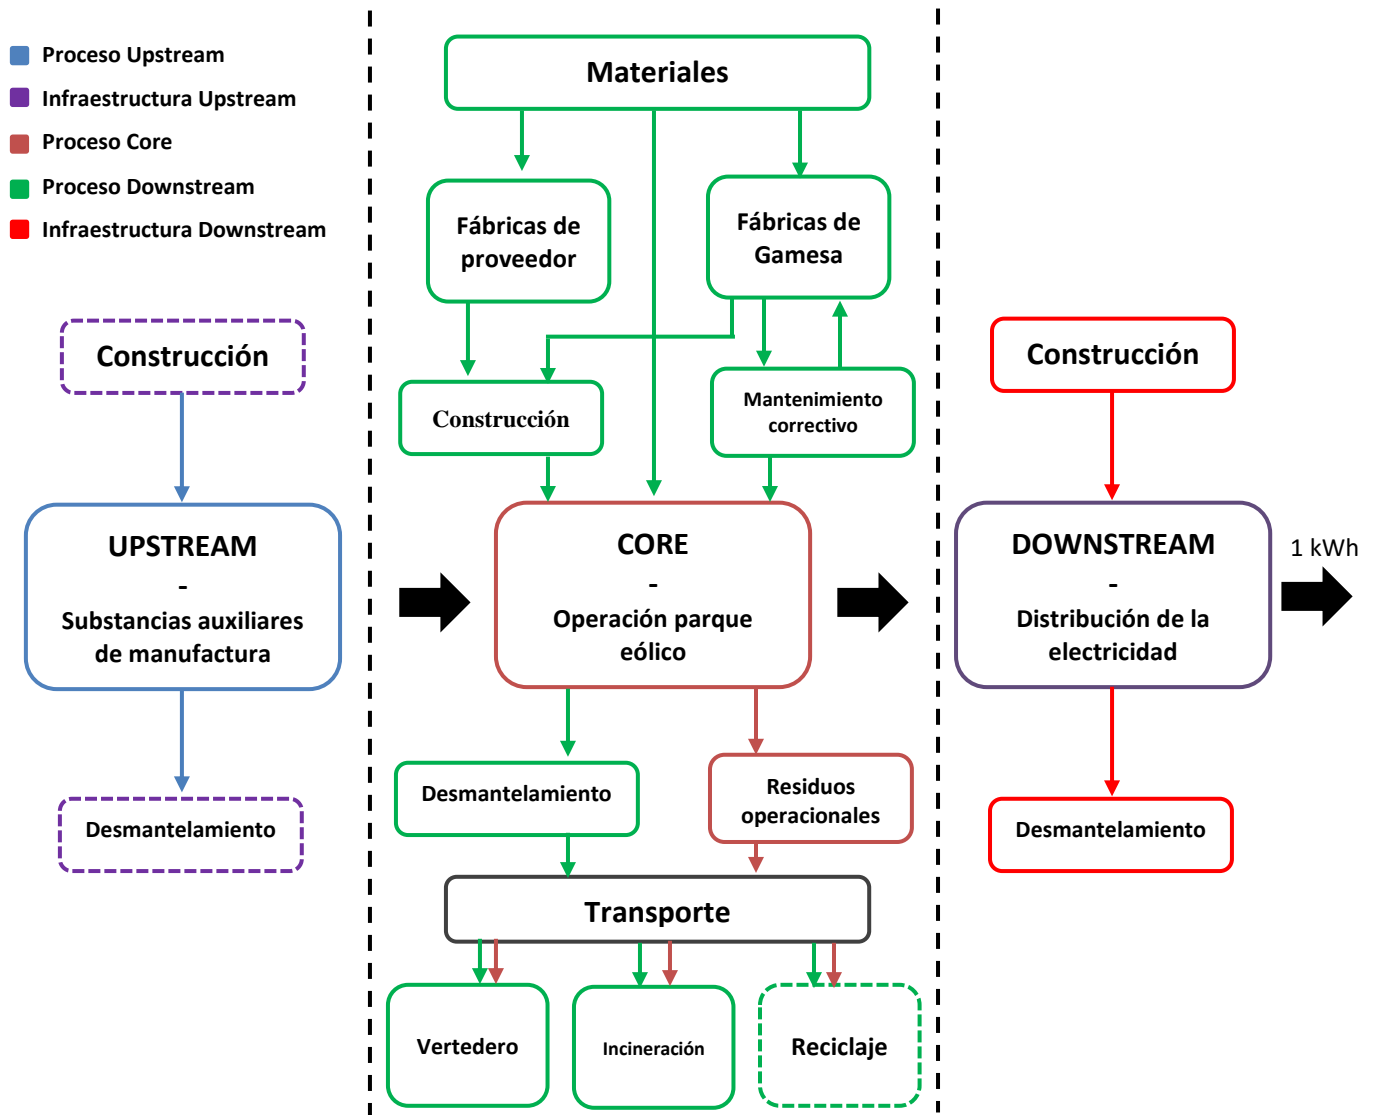 Proceso Upstream
Infraestructura Upstream
Proceso Core
Proceso Downstream
Infraestructura Downstream
Construcción
UPSTREAM
-
Substancias auxiliares
de manufactura
Desmantelamiento
Materiales
Fábricas de
proveedor
Fábricas de
Gamesa
Construcción
Mantenimiento
correctivo
CORE
-
Operación parque
eólico
Desmantelamiento
Residuos
operacionales
Transporte
Vertedero
Incineración
Reciclaje
Construcción
DOWNSTREAM
-
Distribución de la
electricidad
Desmantelamiento
1 kWh